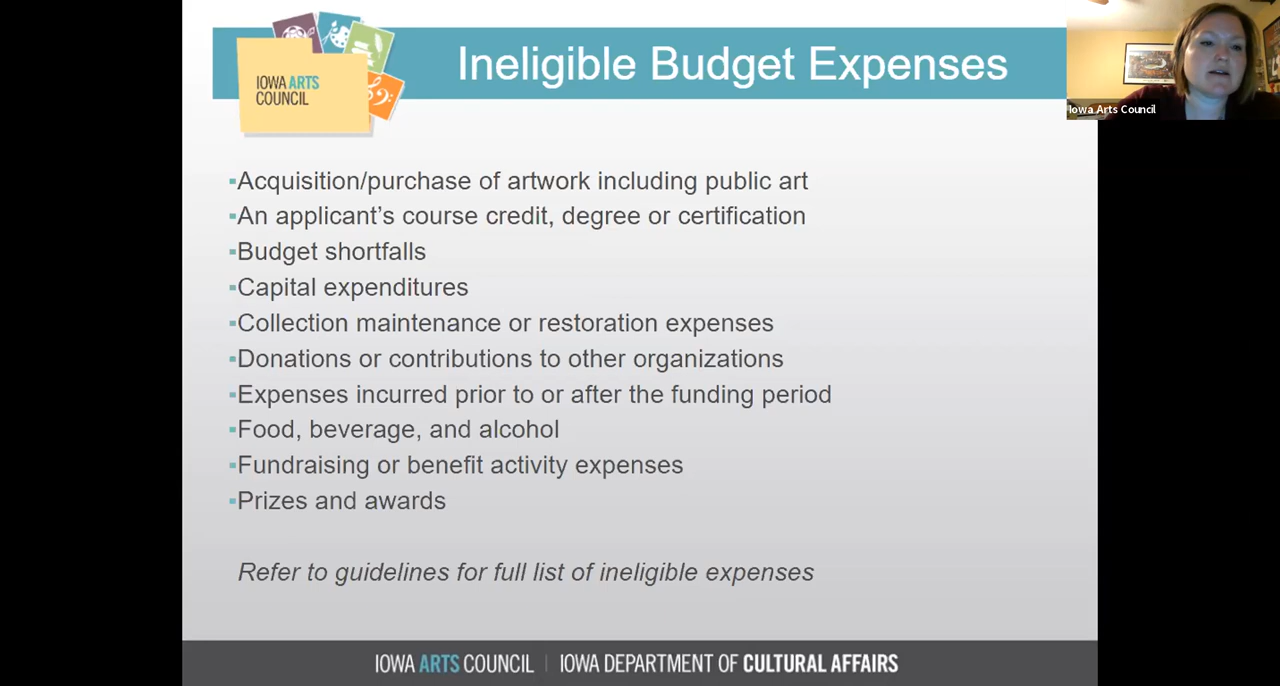 IOWA ARTS
COUNCIL
Ineligible Budget Expenses
Iowa Arts Council
▪Acquisition/purchase of artwork including public art
▪An applicant’s course credit, degree or certification
▪Budget shortfalls
▪Capital expenditures
▪Collection maintenance or restoration expenses
▪Donations or contributions to other organizations
▪Expenses incurred prior to or after the funding period
▪Food, beverage, and alcohol
▪Fundraising or benefit activity expenses
▪Prizes and awards
Refer to guidelines for full list of ineligible expenses
IOWA ARTS COUNCIL | IOWA DEPARTMENT OF CULTURAL AFFAIRS